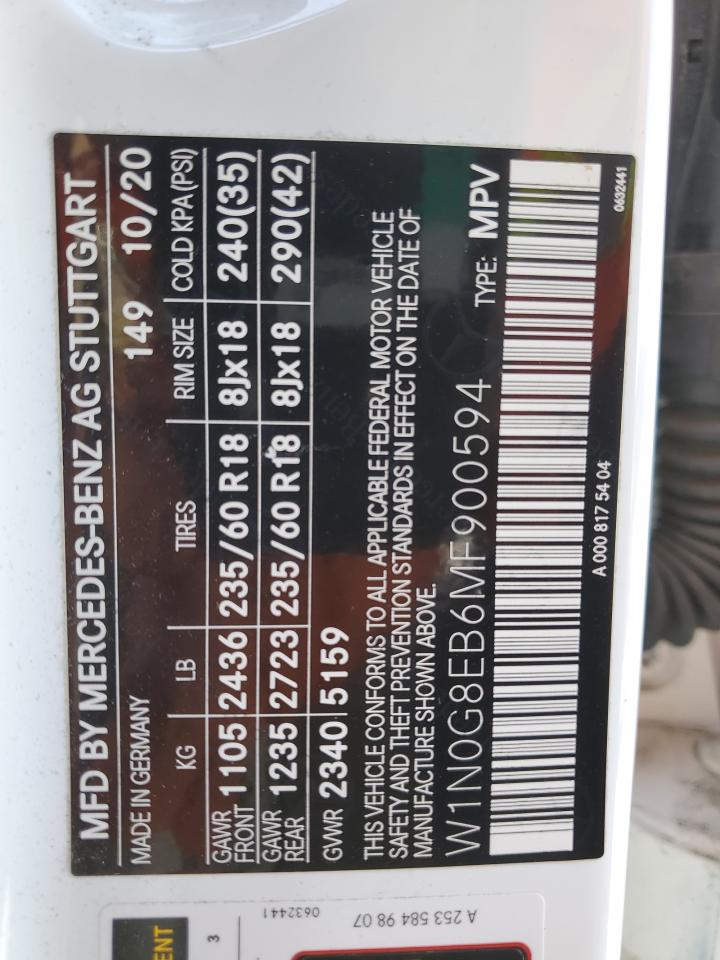 MFD BY MERCEDES-BENZ AG STUTTGART
MADE IN GERMANY 149 10/20
KG LB TIRES RIM SIZE COLD KPA(PSI)
GAWR FRONT 1105 2436 235/60 R18 8Jx18 240(35)
GAWR REAR 1235 2723 235/60 R18 8Jx18 290(42)
GVWR 2340 5159
THIS VEHICLE CONFORMS TO ALL APPLICABLE FEDERAL MOTOR VEHICLE
SAFETY AND THEFT PREVENTION STANDARDS IN EFFECT ON THE DATE OF
MANUFACTURE SHOWN ABOVE.
W1N0G8EB6MF900594 TYPE: MPV
A 000 817 54 04 0632441
A 253 584 98 07 0632441
3